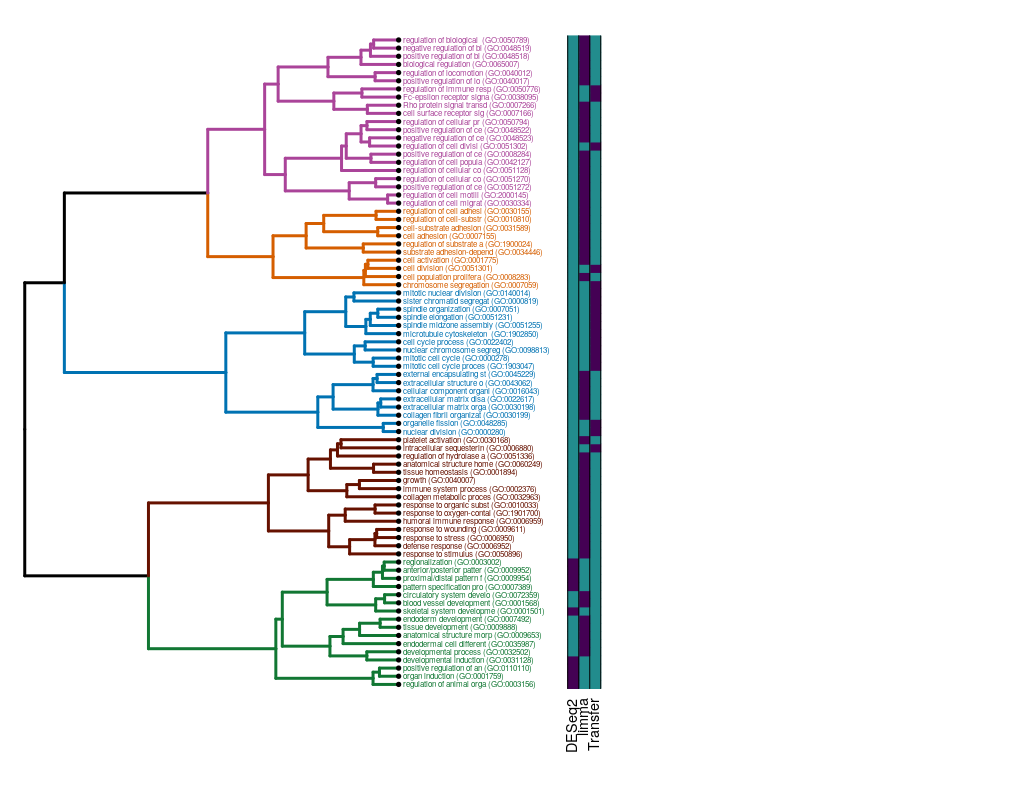 regulation of biological  (GO:0050789)
negative regulation of bl (GO:0048519)
positive regulation of bl (GO:0048518)
biological regulation (GO:0065007)
regulation of locomotion (GO:0040012)
positive regulation of lo (GO:0040017)
regulation of immune resp (GO:0050776)
Fc-epsilon receptor signa (GO:0038095)
Rho protein signal transd (GO:0007266)
cell surface receptor sig (GO:0007166)
regulation of cellular pr (GO:0050794)
positive regulation of ce (GO:0048522)
negative regulation of ce (GO:0048523)
regulation of cell divisi (GO:0051302)
positive regulation of ce (GO:0008284)
regulation of cell popula (GO:0042127)
regulation of cellular co (GO:0051128)
regulation of cellular co (GO:0051270)
positive regulation of ce (GO:0051272)
regulation of cell motili (GO:2000145)
regulation of cell migrat (GO:0030334)
regulation of cell adhesi (GO:0030155)
regulation of cell-substr (GO:0010810)
cell-substrate adhesion (GO:0031589)
cell adhesion (GO:0007155)
regulation of substrate a (GO:1900024)
substrate adhesion-depend (GO:0034446)
cell activation (GO:0001775)
cell division (GO:0051301)
cell population prolifera (GO:0008283)
chromosome segregation (GO:0007059)
mitotic nuclear division (GO:0140014)
sister chromatid segregat (GO:0000819)
spindle organization (GO:0007051)
spindle elongation (GO:0051231)
spindle midzone assembly (GO:0051255)
microtubule cytoskeleton  (GO:1902850)
cell cycle process (GO:0022402)
nuclear chromosome segreg (GO:0098813)
mitotic cell cycle (GO:0000278)
mitotic cell cycle proces (GO:1903047)
external encapsulating st (GO:0045229)
extracellular structure o (GO:0043062)
cellular component organi (GO:0016043)
extracellular matrix disa (GO:0022617)
extracellular matrix orga (GO:0030198)
collagen fibril organizat (GO:0030199)
organelle fission (GO:0048285)
nuclear division (GO:0000280)
platelet activation (GO:0030168)
intracellular sequesterin (GO:0006880)
regulation of hydrolase a (GO:0051336)
anatomical structure home (GO:0060249)
tissue homeostasis (GO:0001894)
growth (GO:0040007)
immune system process (GO:0002376)
collagen metabolic proces (GO:0032963)
response to organic subst (GO:0010033)
response to oxygen-contai (GO:1901700)
humoral immune response (GO:0006959)
response to wounding (GO:0009611)
response to stress (GO:0006950)
defense response (GO:0006952)
response to stimulus (GO:0050896)
regionalization (GO:0003002)
anterior/posterior patter (GO:0009952)
proximal/distal pattern f (GO:0009954)
pattern specification pro (GO:0007389)
circulatory system develo (GO:0072359)
blood vessel development (GO:0001568)
skeletal system developme (GO:0001501)
endoderm development (GO:0007492)
tissue development (GO:0009888)
anatomical structure morp (GO:0009653)
endodermal cell different (GO:0035987)
developmental process (GO:0032502)
developmental induction (GO:0031128)
positive regulation of an (GO:0110110)
organ induction (GO:0001759)
regulation of animal orga (GO:0003156)
DESeq2
limma
Transfer